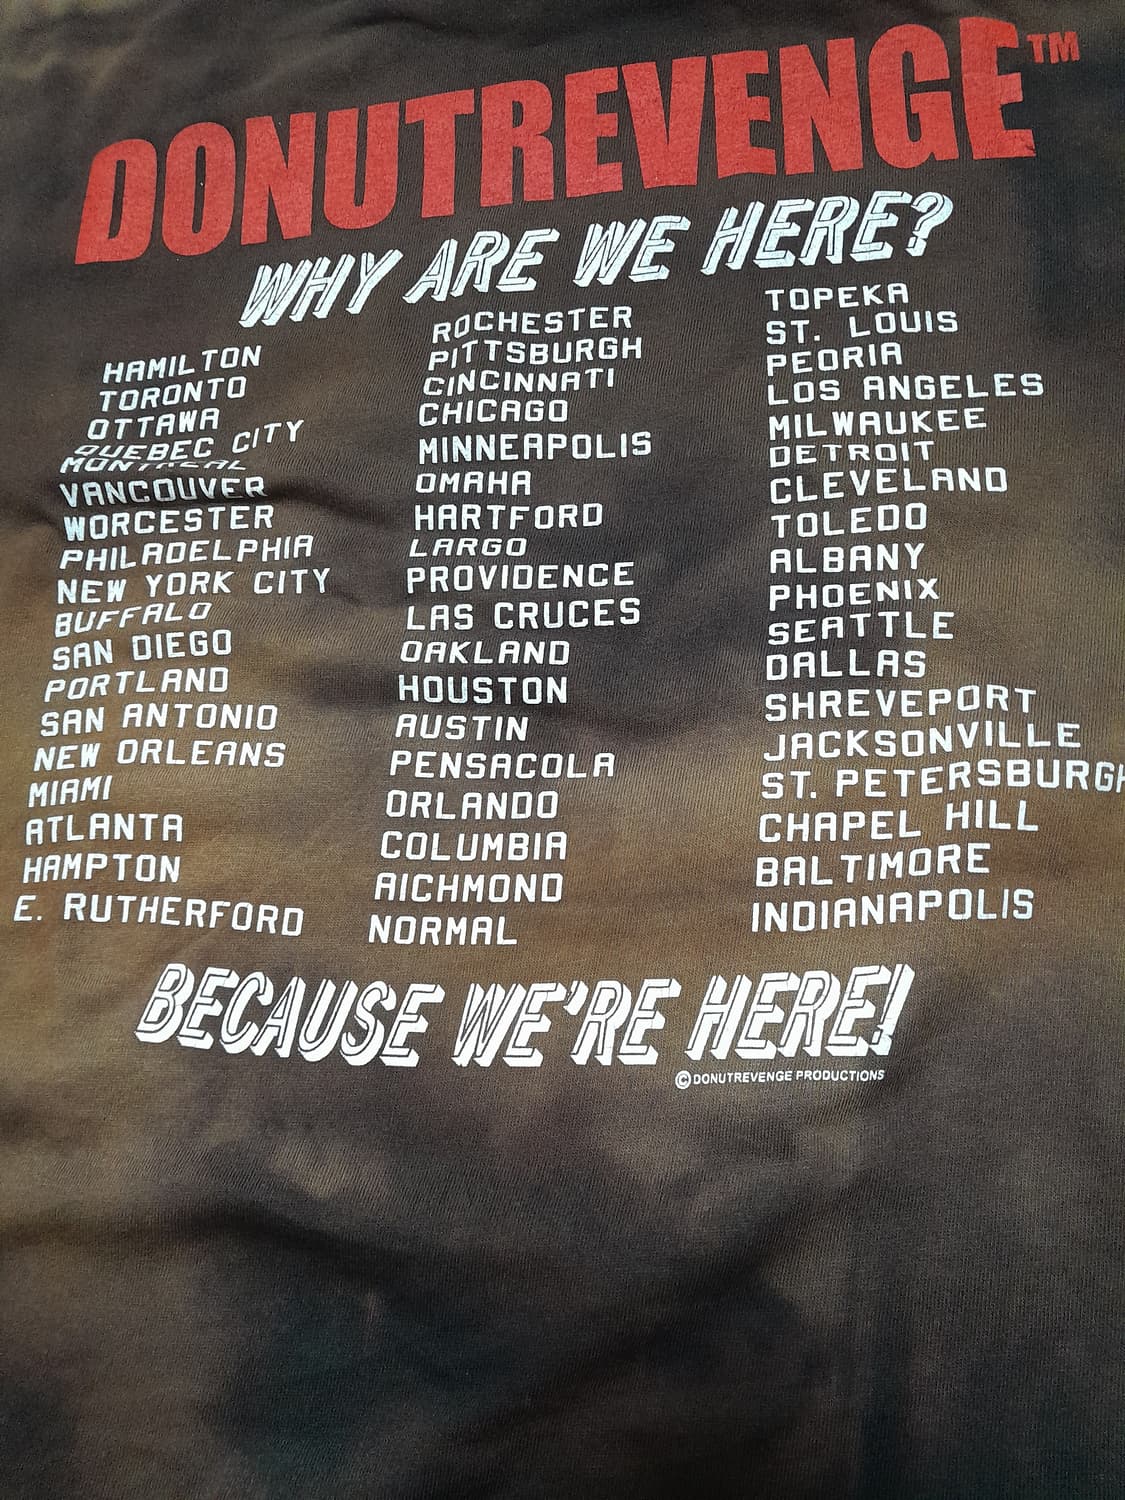 DONUTREVENGE™
WHY ARE WE HERE?
HAMILTON
TORONTO
OTTAWA
QUEBEC CITY
MONTREAL
VANCOUVER
WORCESTER
PHILADELPHIA
NEW YORK CITY
BUFFALO
SAN DIEGO
PORTLAND
SAN ANTONIO
NEW ORLEANS
MIAMI
ATLANTA
HAMPTON
E. RUTHERFORD
ROCHESTER
PITTSBURGH
CINCINNATI
CHICAGO
MINNEAPOLIS
OMAHA
HARTFORD
LARGO
PROVIDENCE
LAS CRUCES
OAKLAND
HOUSTON
AUSTIN
PENSACOLA
ORLANDO
COLUMBIA
RICHMOND
NORMAL
TOPEKA
ST. LOUIS
PEORIA
LOS ANGELES
MILWAUKEE
DETROIT
CLEVELAND
TOLEDO
ALBANY
PHOENIX
SEATTLE
DALLAS
SHREVEPORT
JACKSONVILLE
ST. PETERSBURGH
CHAPEL HILL
BALTIMORE
INDIANAPOLIS
BECAUSE WE'RE HERE!
© DONUTREVENGE PRODUCTIONS